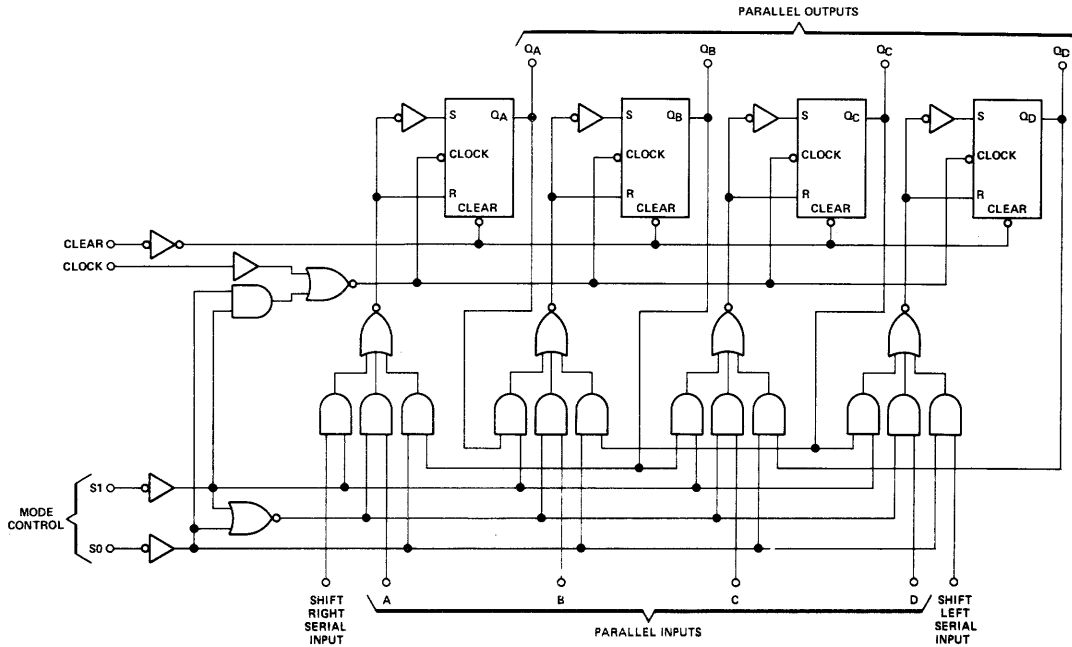 PARALLEL OUTPUTS
QA
QB
QC
QD
S QA
S QB
S QC
S QD
CLOCK
CLOCK
CLOCK
CLOCK
R
R
R
R
CLEAR
CLEAR
CLEAR
CLEAR
CLEAR
CLOCK
S1
MODE
CONTROL
S0
SHIFT
RIGHT
SERIAL
INPUT
A
B
C
D
SHIFT
LEFT
SERIAL
INPUT
PARALLEL INPUTS